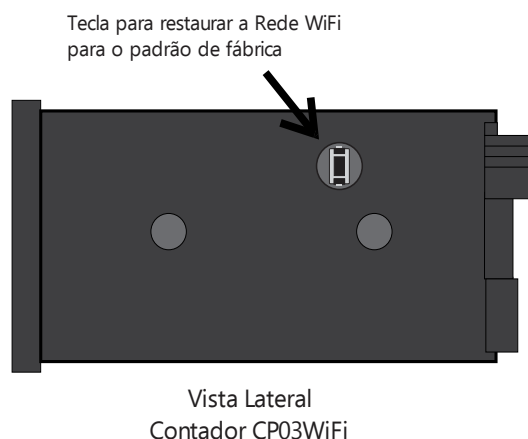 Tecla para restaurar a Rede WiFi
para o padrão de fábrica
Vista Lateral
Contador CP03WiFi